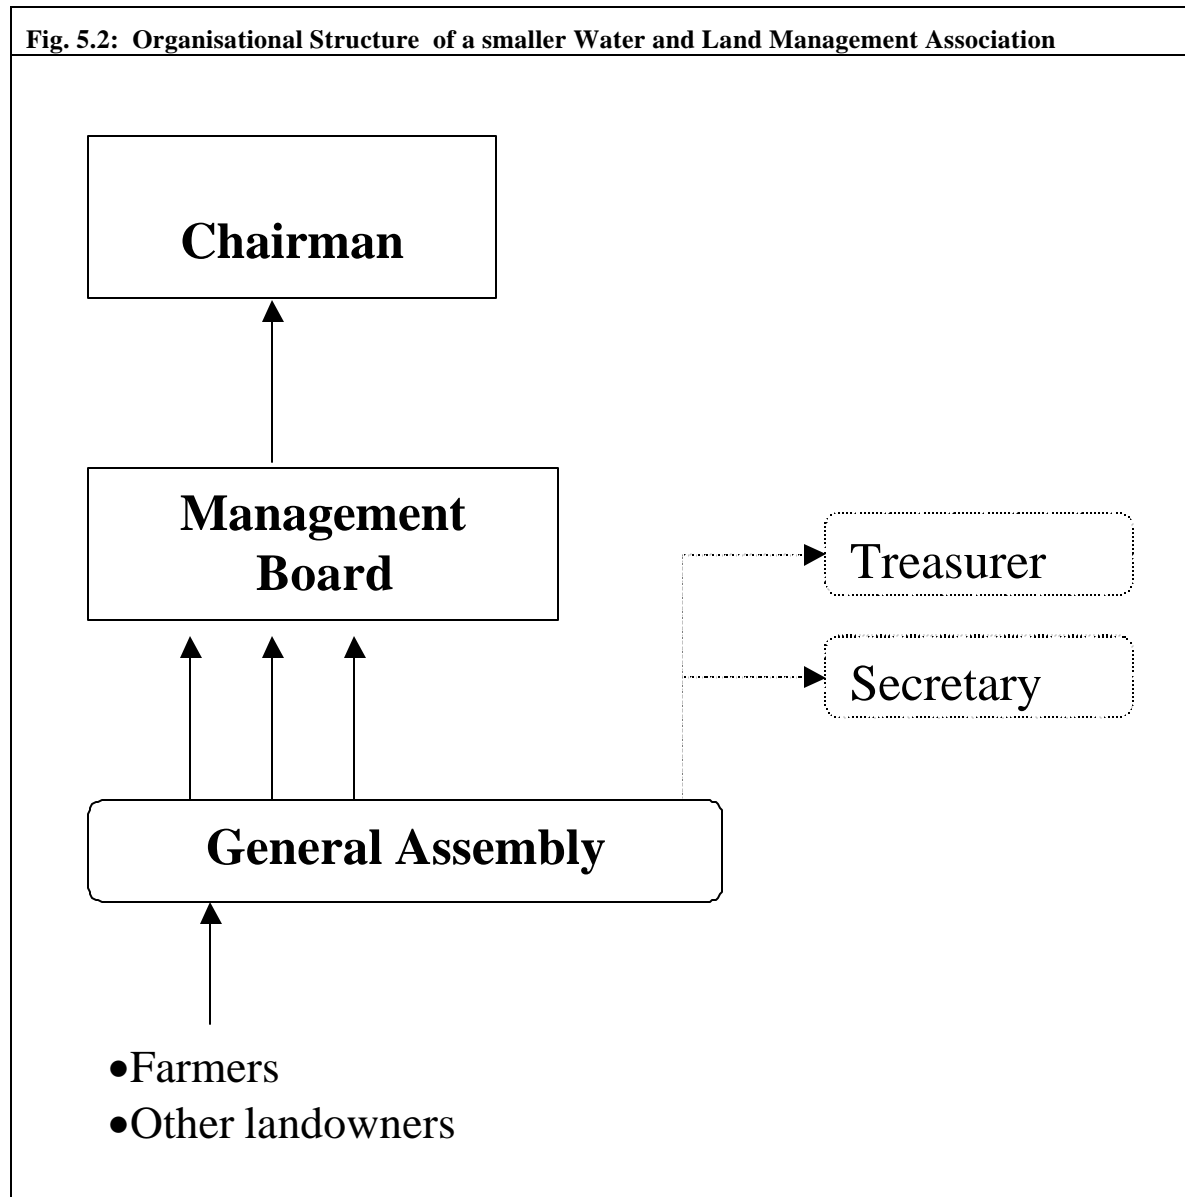 Fig. 5.2: Organisational Structure of a smaller Water and Land Management Association
Chairman
Management
Board
Treasurer
Secretary
General Assembly
•Farmers
•Other landowners